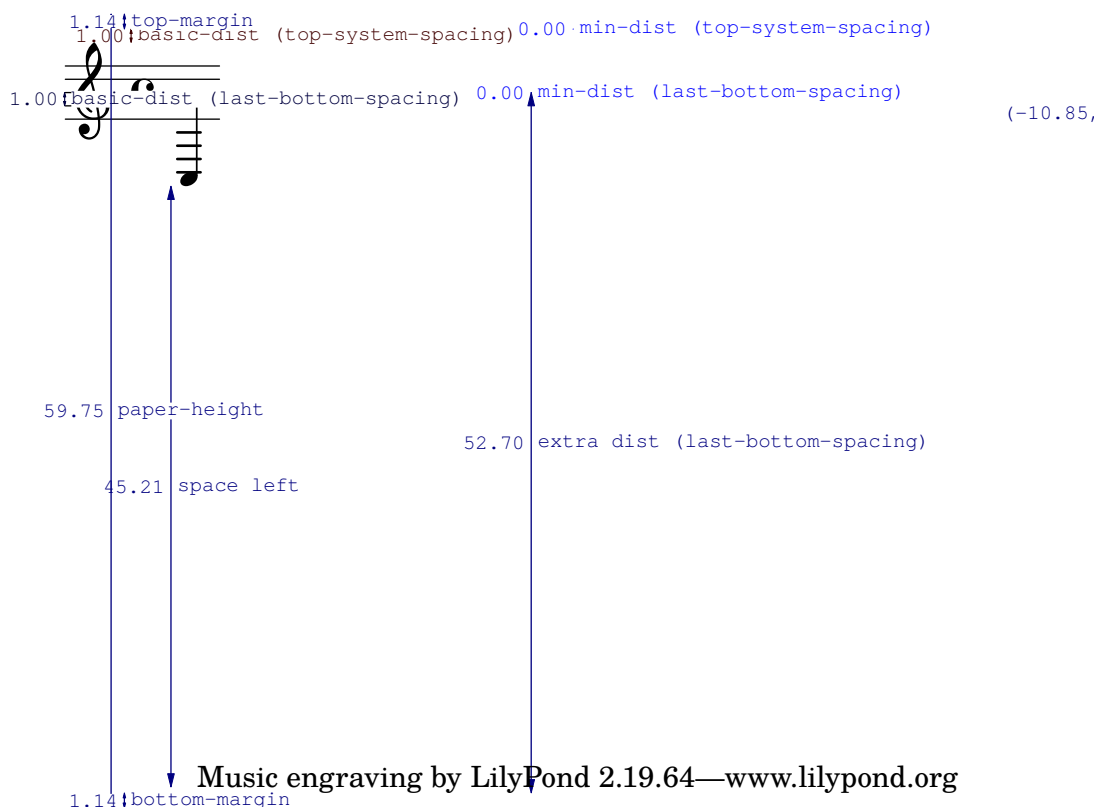 1.14 top-margin
1.00 basic-dist (top-system-spacing) 0.00 min-dist (top-system-spacing)
1.00 basic-dist (last-bottom-spacing) 0.00 min-dist (last-bottom-spacing)
(-10.85,
59.75 paper-height
52.70 extra dist (last-bottom-spacing)
45.21 space left
Music engraving by LilyPond 2.19.64—www.lilypond.org
1.14 bottom-margin